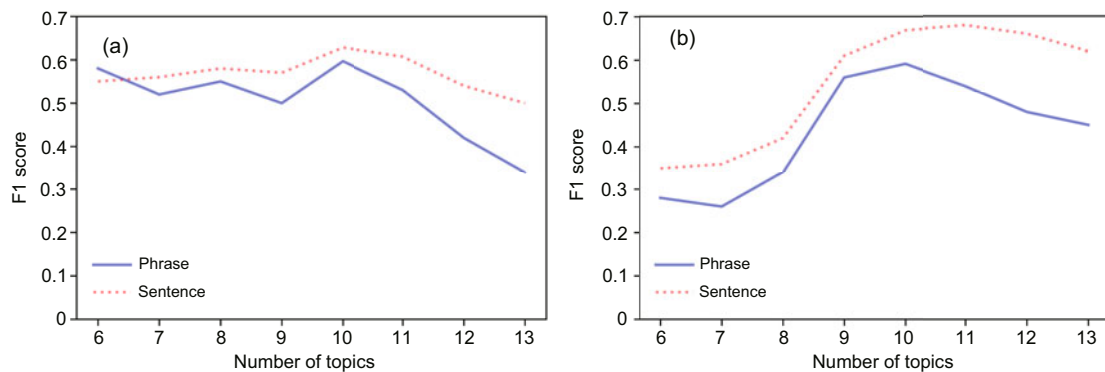 (a)
F1 score
0.7
0.6
0.5
0.4
0.3
0.2
0.1
0
Phrase
Sentence
6 7 8 9 10 11 12 13
Number of topics
(b)
F1 score
0.7
0.6
0.5
0.4
0.3
0.2
0.1
0
Phrase
Sentence
6 7 8 9 10 11 12 13
Number of topics